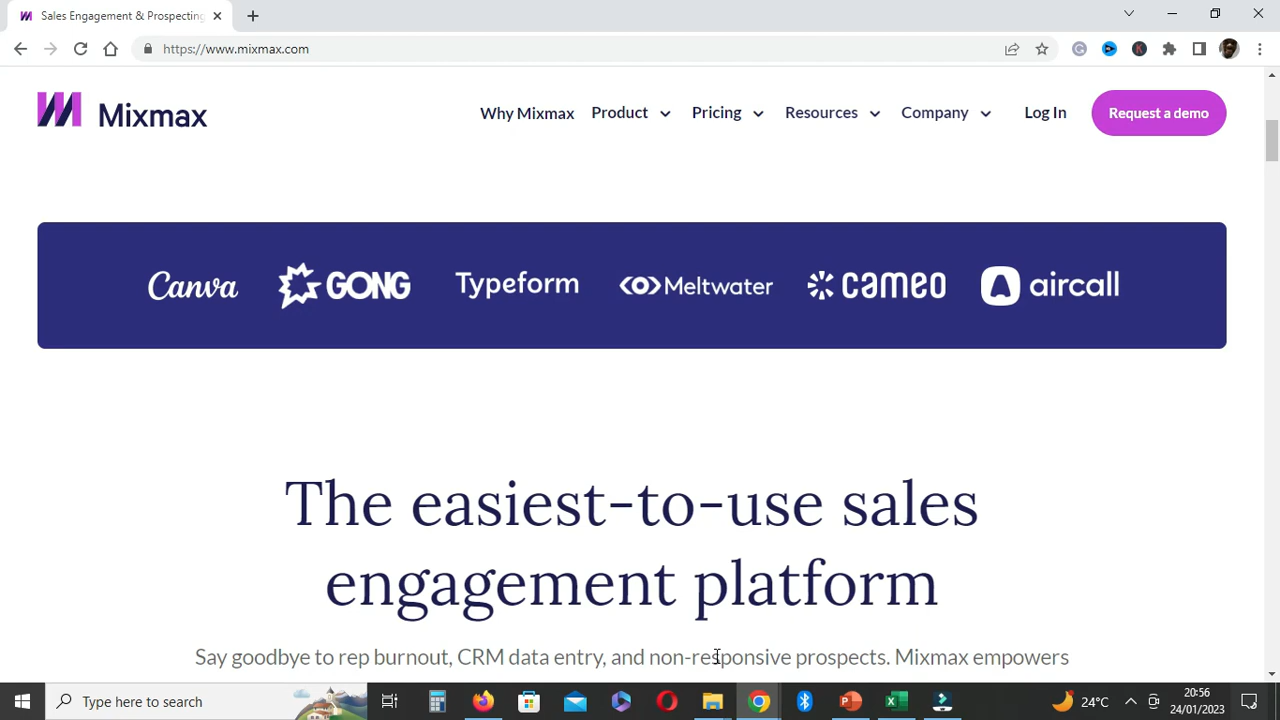 Sales Engagement & Prospecting
https://www.mixmax.com
Mixmax
Why Mixmax Product Pricing Resources Company Log In Request a demo
Canva GONG Typeform Meltwater cameo aircall
The easiest-to-use sales
engagement platform
Say goodbye to rep burnout, CRM data entry, and non-responsive prospects. Mixmax empowers
Type here to search
24°C
20:56
24/01/2023